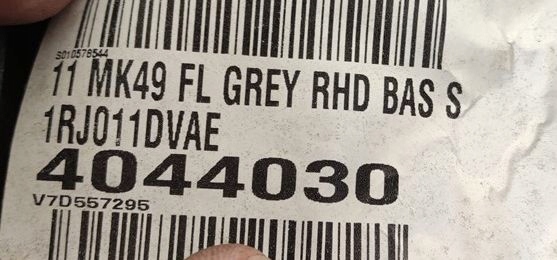 S010578544
11 MK49 FL GREY RHD BAS S
1RJ011DVAE
4044030
V7D557295